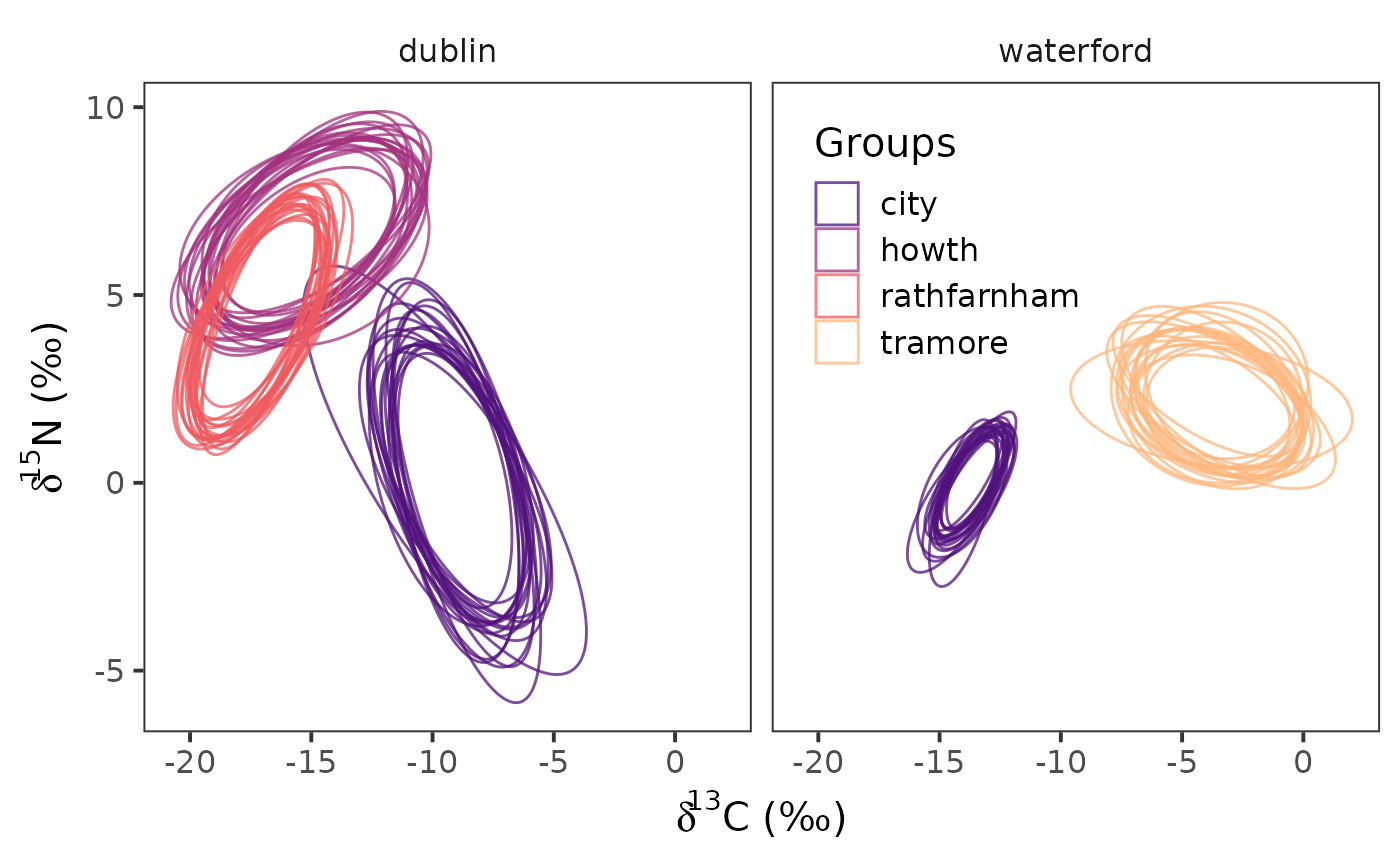 dublin
waterford
10
5
0
-5
δ¹⁵N (‰)
Groups
city
howth
rathfarnham
tramore
-20 -15 -10 -5 0
-20 -15 -10 -5 0
δ¹³C (‰)